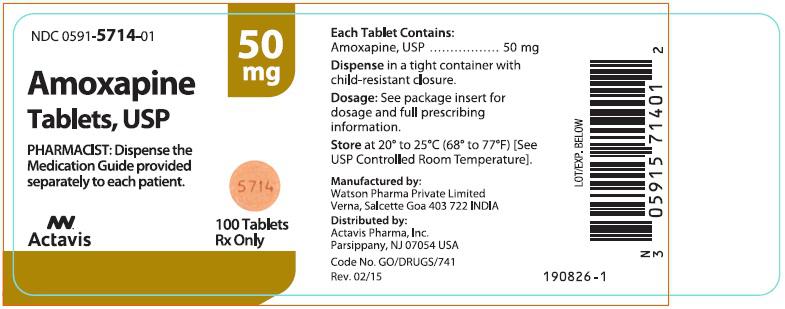 NDC 0591-5714-01
50
mg
Amoxapine
Tablets, USP
PHARMACIST: Dispense the
Medication Guide provided
separately to each patient.
5714
Actavis
100 Tablets
Rx Only
Each Tablet Contains:
Amoxapine, USP ................. 50 mg
Dispense in a tight container with
child-resistant closure.
Dosage: See package insert for
dosage and full prescribing
information.
Store at 20° to 25°C (68° to 77°F) [See
USP Controlled Room Temperature].
Manufactured by:
Watson Pharma Private Limited
Verna, Salcette Goa 403 722 INDIA
Distributed by:
Actavis Pharma, Inc.
Parsippany, NJ 07054 USA
Code No. GO/DRUGS/741
Rev. 02/15
190826-1
LOT/EXP. BELOW
N
3 05915 71401 2